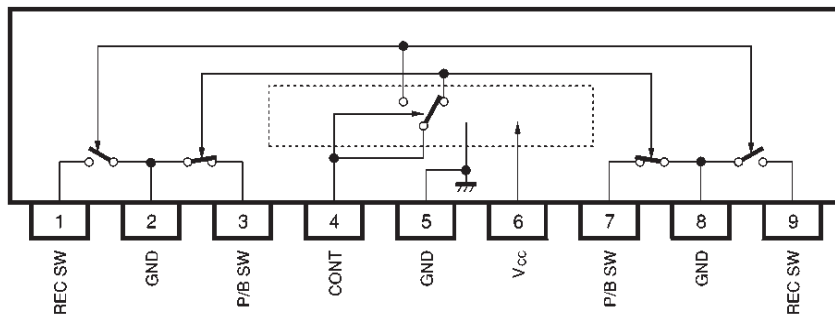 1 2 3 4 5 6 7 8 9
REC SW
GND
P/B SW
CONT
GND
Vcc
P/B SW
GND
REC SW